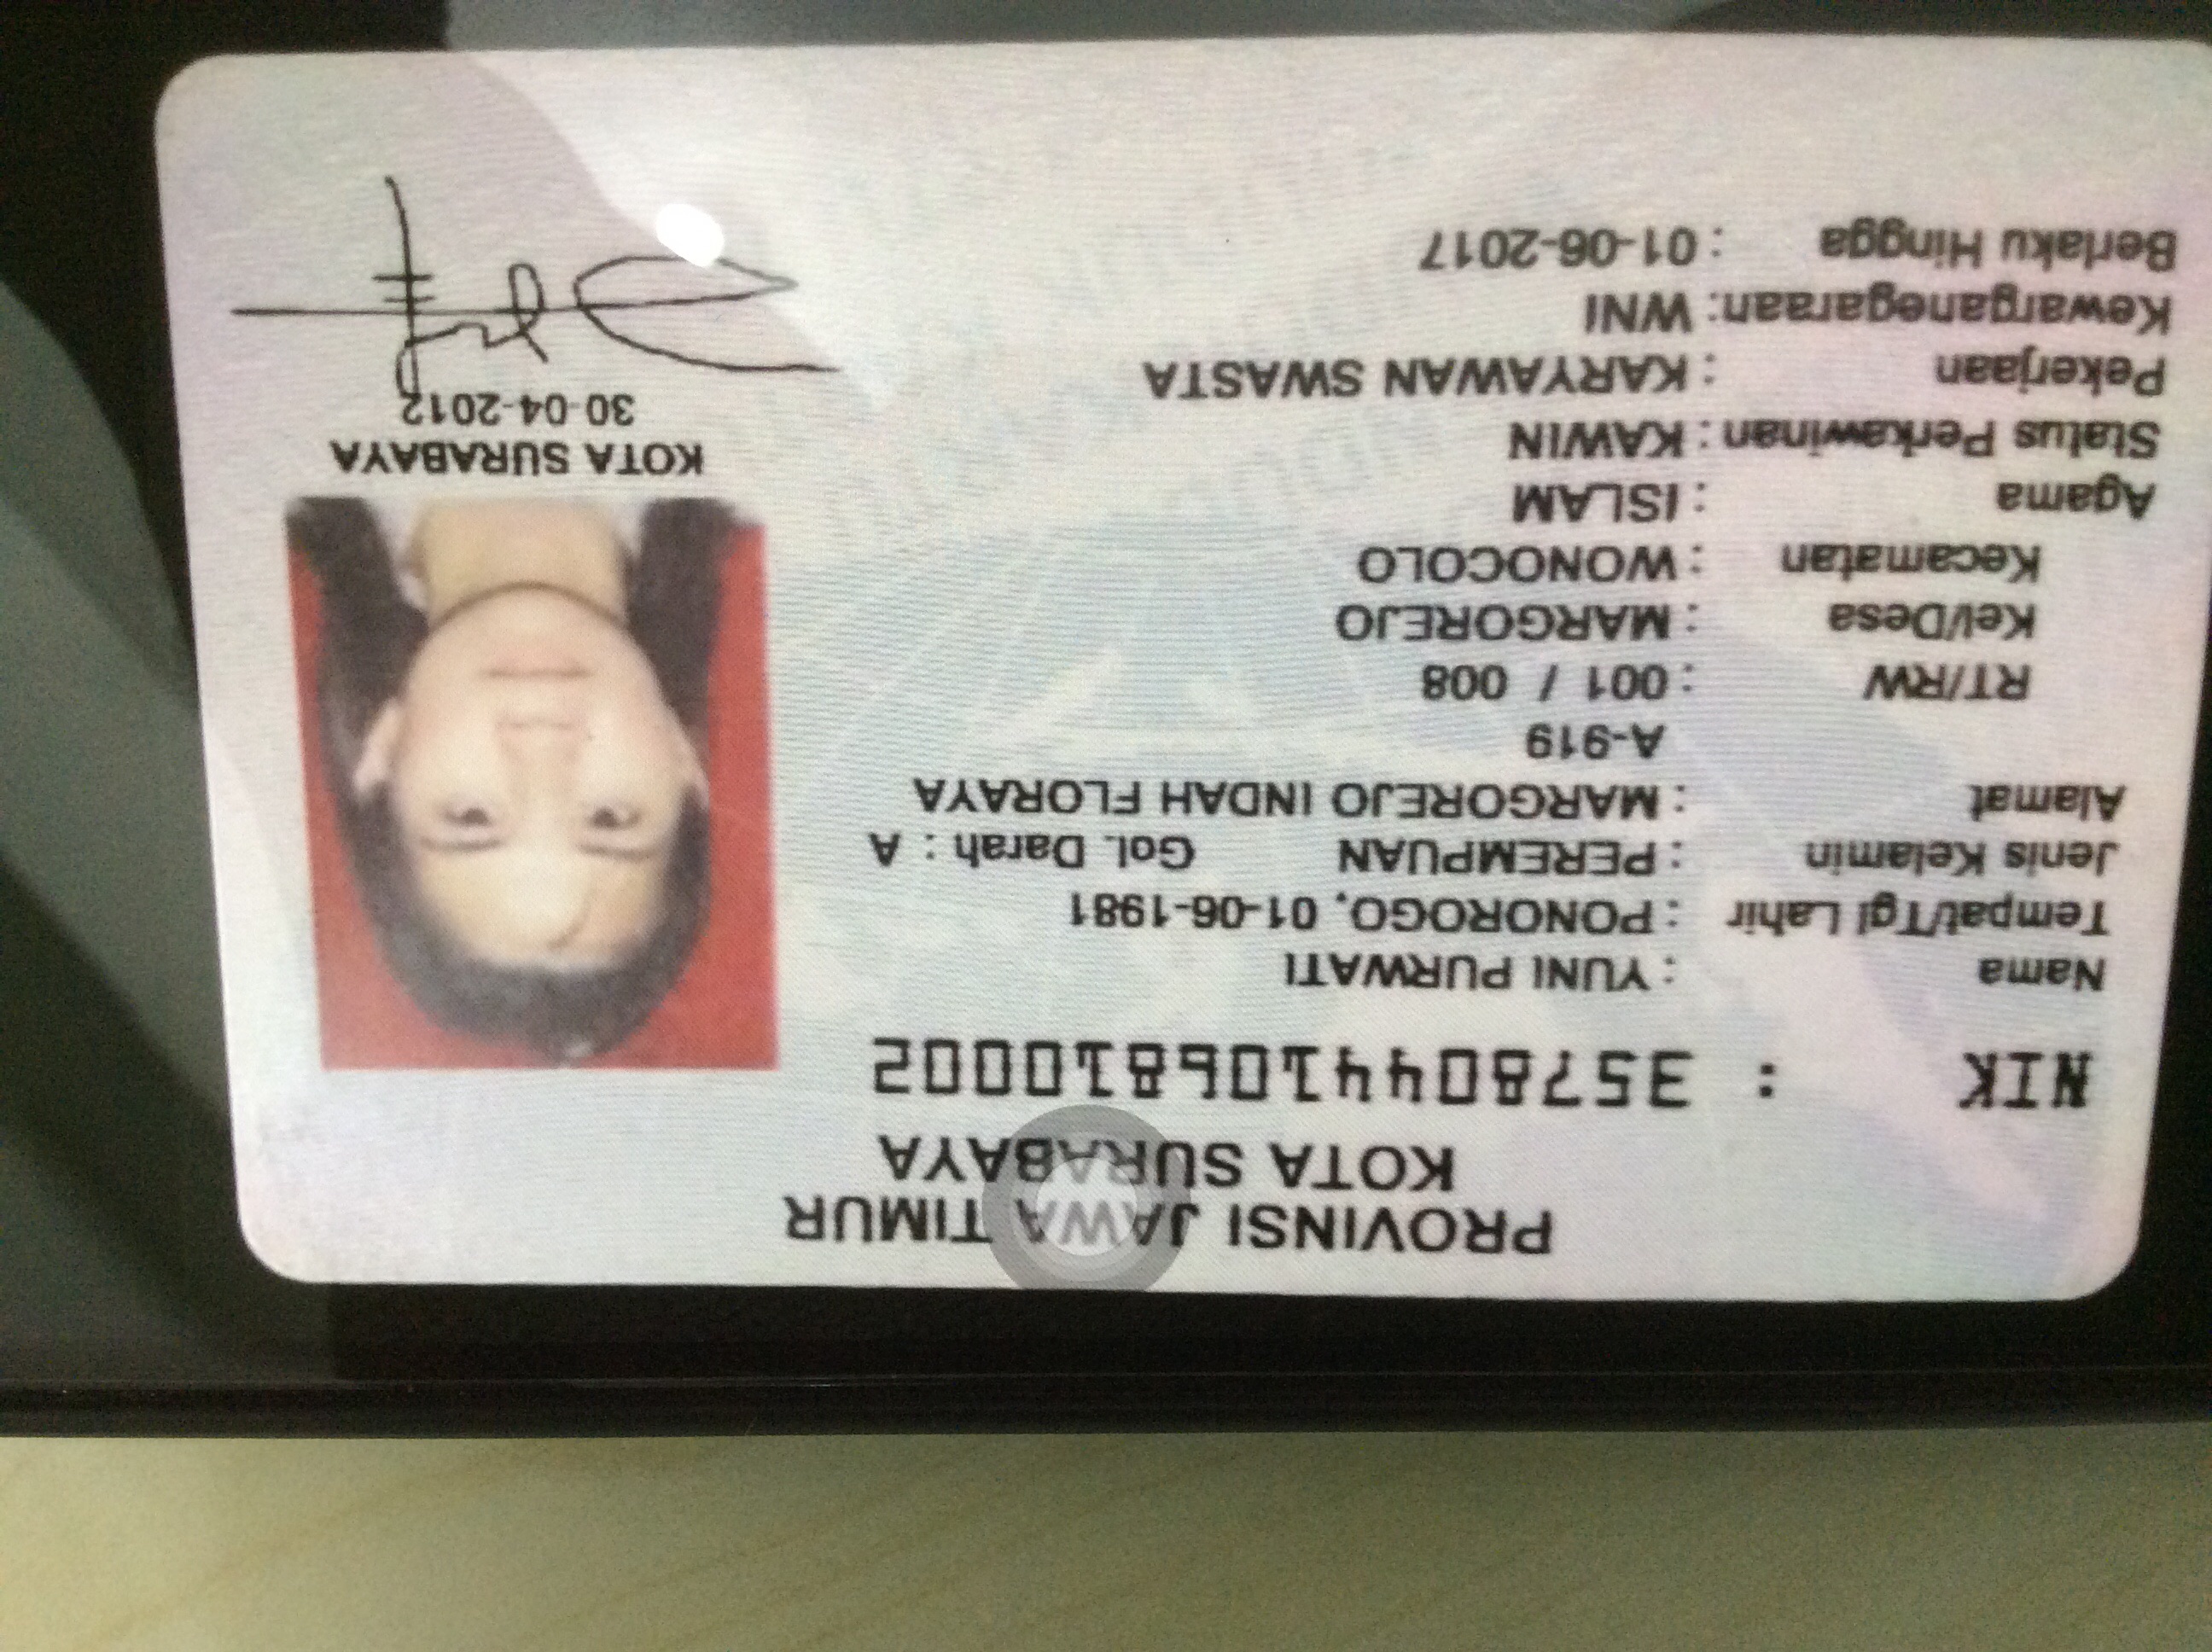 PROVINSI JAWA TIMUR
KOTA SURABAYA
NIK : 3578044106810002
Nama : YUNI PURWATI
Tempat/Tgl Lahir : PONOROGO, 01-06-1981
Jenis Kelamin : PEREMPUAN Gol. Darah : A
Alamat : MARGOREJO INDAH FLORAYA
A-919
RT/RW : 001 / 008
Kel/Desa : MARGOREJO
Kecamatan : WONOCOLO
Agama : ISLAM
Status Perkawinan : KAWIN
Pekerjaan : KARYAWAN SWASTA
Kewarganegaraan: WNI
Berlaku Hingga : 01-06-2017
KOTA SURABAYA
30-04-2012